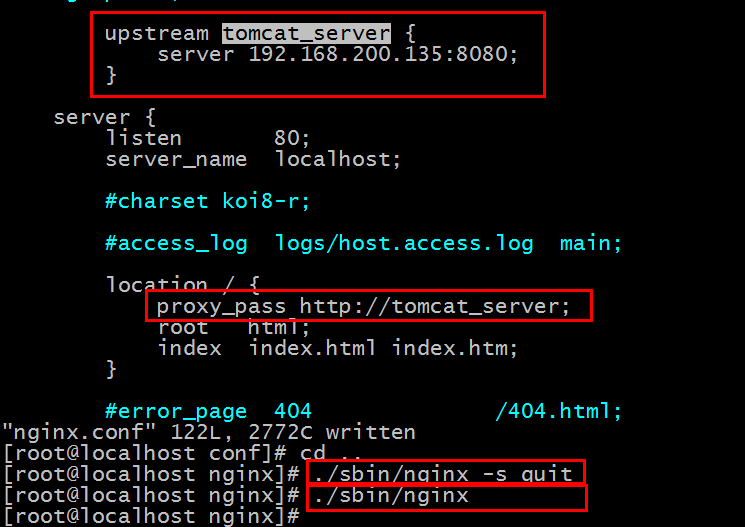 upstream tomcat_server {
server 192.168.200.135:8080;
}
server {
listen 80;
server_name localhost;
#charset koi8-r;
#access_log logs/host.access.log main;
location / {
proxy_pass http://tomcat_server;
root html;
index index.html index.htm;
}
#error_page 404 /404.html;
"nginx.conf" 122L, 2772C written
[root@localhost conf]# cd ..
[root@localhost nginx]# ./sbin/nginx -s quit
[root@localhost nginx]# ./sbin/nginx
[root@localhost nginx]#